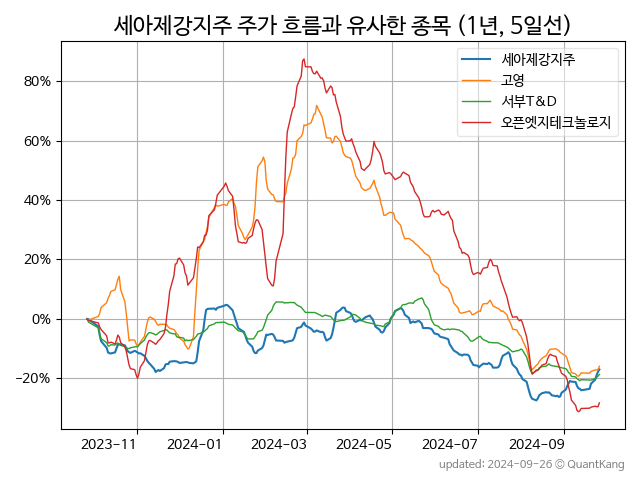 세아제강지주 주가 흐름과 유사한 종목 (1년, 5일선)
세아제강지주
고영
서부T&D
오픈엣지테크놀로지
80%
60%
40%
20%
0%
−20%
2023-11
2024-01
2024-03
2024-05
2024-07
2024-09
updated: 2024-09-26 © QuantKang